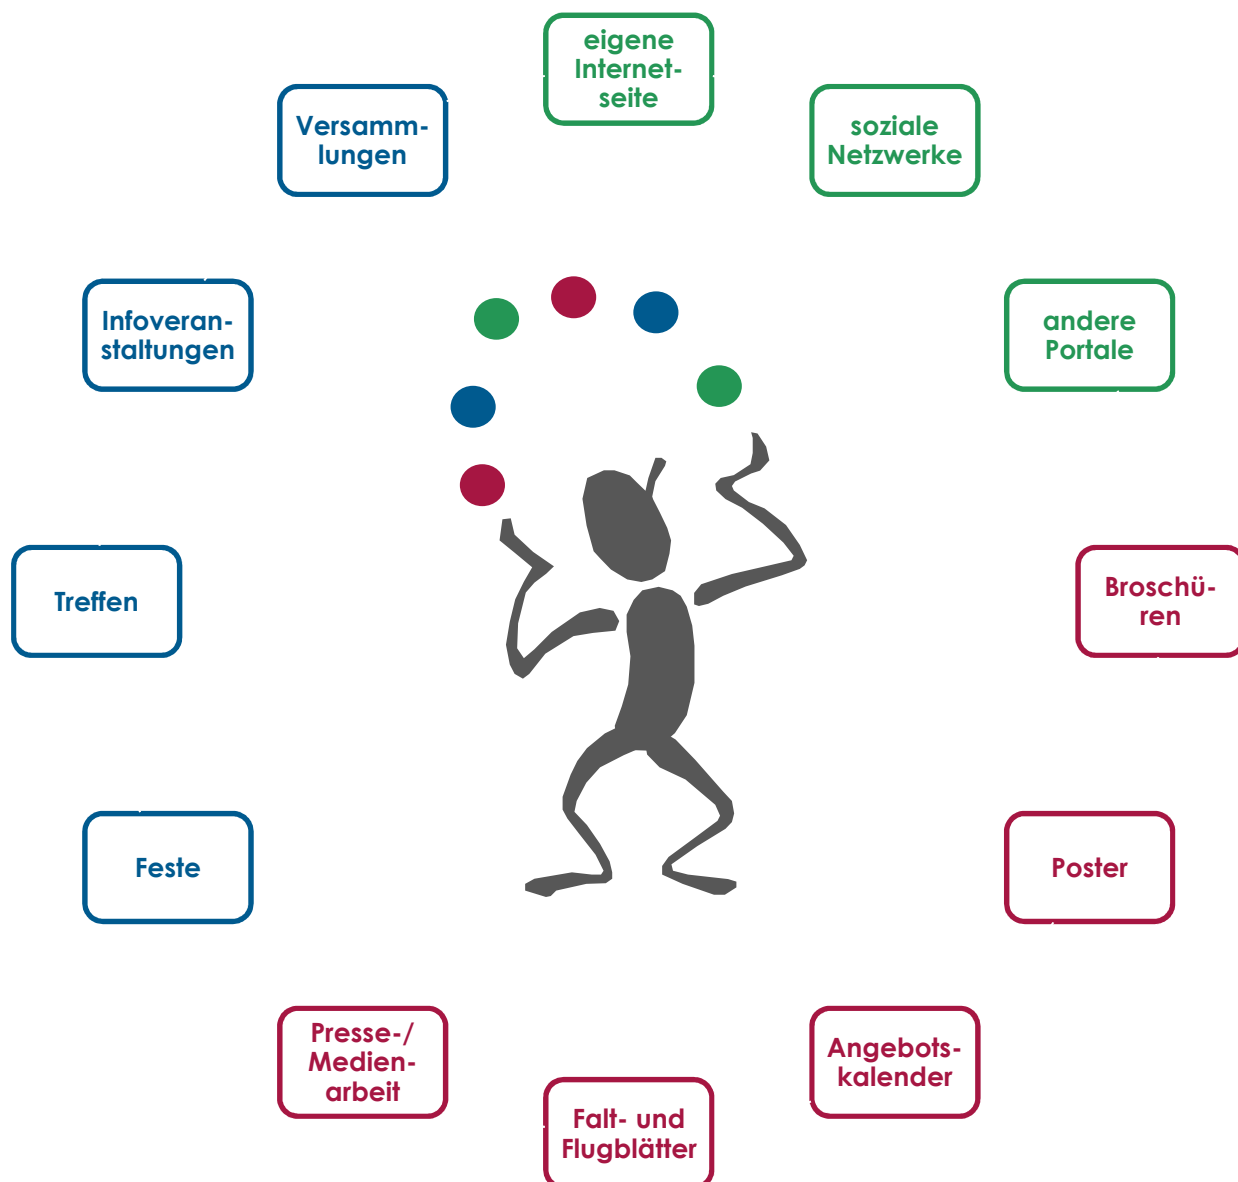 eigene
Internet-
seite
soziale
Netzwerke
andere
Portale
Broschü-
ren
Poster
Angebots-
kalender
Falt- und
Flugblätter
Presse-/
Medien-
arbeit
Feste
Treffen
Infoveran-
staltungen
Versamm-
lungen